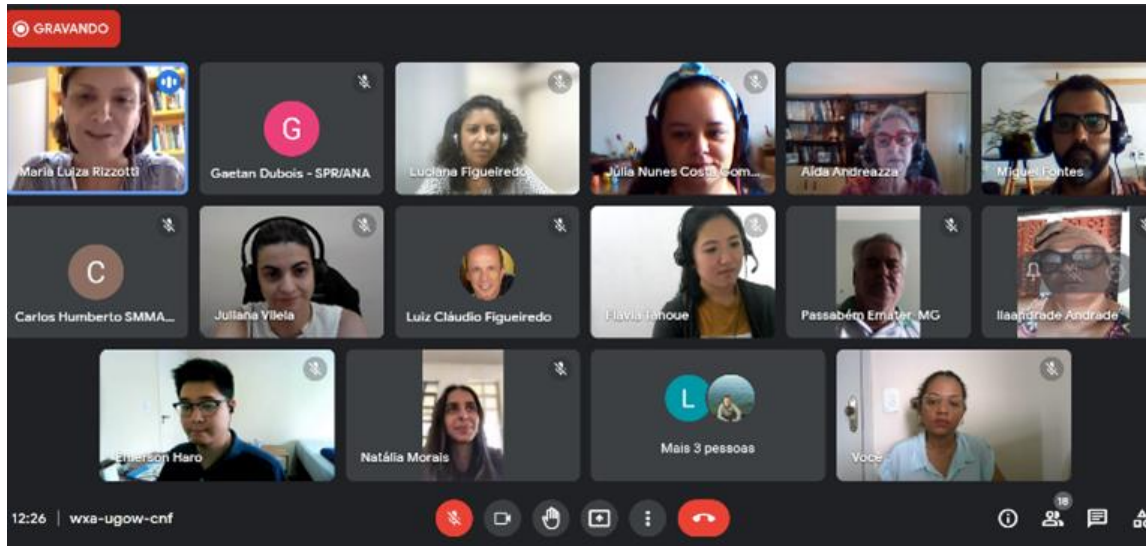 GRAVANDO
Maria Luiza Rizzotti
G
Gaetan Dubois - SPR/ANA
Luciana Figueiredo
Júlia Nunes Costa Gom...
Aida Andreazza
Miguel Fontes
C
Carlos Humberto SMMA...
Juliana Vilela
Luiz Cláudio Figueiredo
Flávia Tanoue
Passabém Emater_MG
Ilaandrade Andrade
Emerson Haro
Natália Morais
L
Mais 3 pessoas
Você
12:26 | wxa-ugow-cnf
18